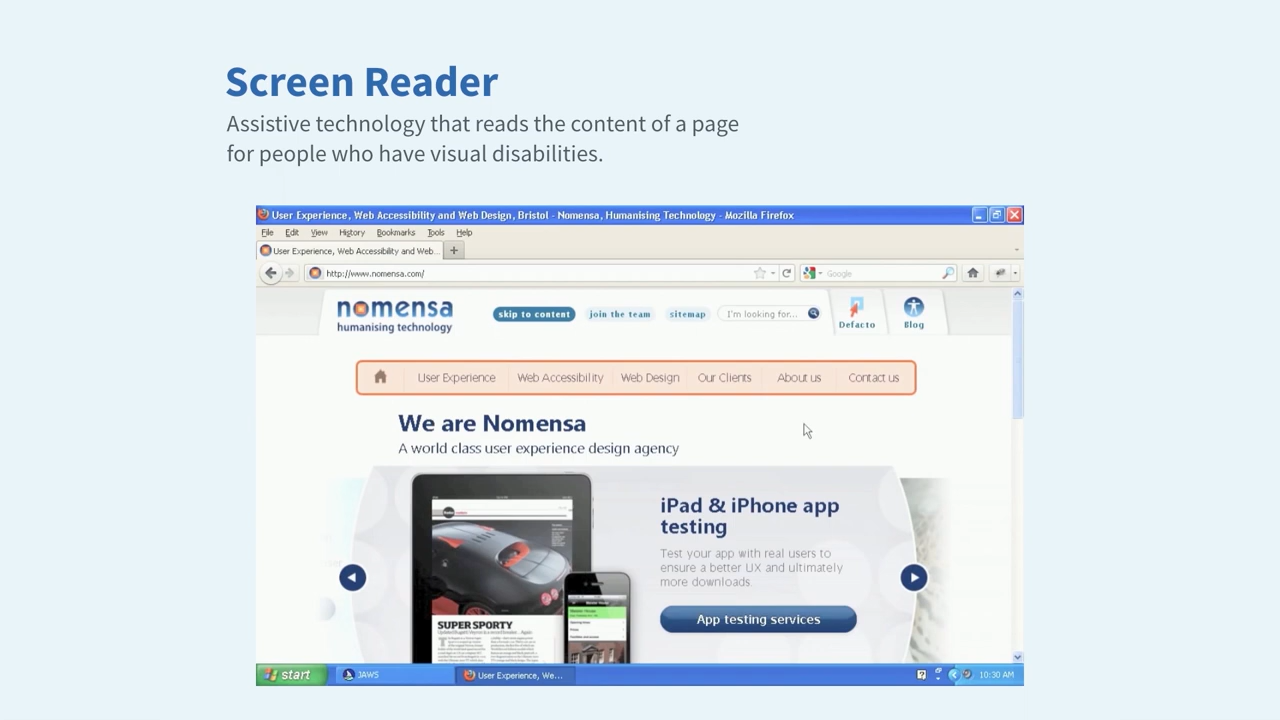 Screen Reader
Assistive technology that reads the content of a page
for people who have visual disabilities.
User Experience, Web Accessibility and Web Design, Bristol - Nomensa, Humanising Technology - Mozilla Firefox
File Edit View History Bookmarks Tools Help
User Experience, Web Accessibility and Web...
http://www.nomensa.com/
Google
nomensa
humanising technology
skip to content
join the team
sitemap
I'm looking for...
Defacto
Blog
User Experience Web Accessibility Web Design Our Clients About us Contact us
We are Nomensa
A world class user experience design agency
iPad & iPhone app
testing
Test your app with real users to
ensure a better UX and ultimately
more downloads.
App testing services
SUPER SPORTY
start
JAWS
User Experience, We...
10:30 AM